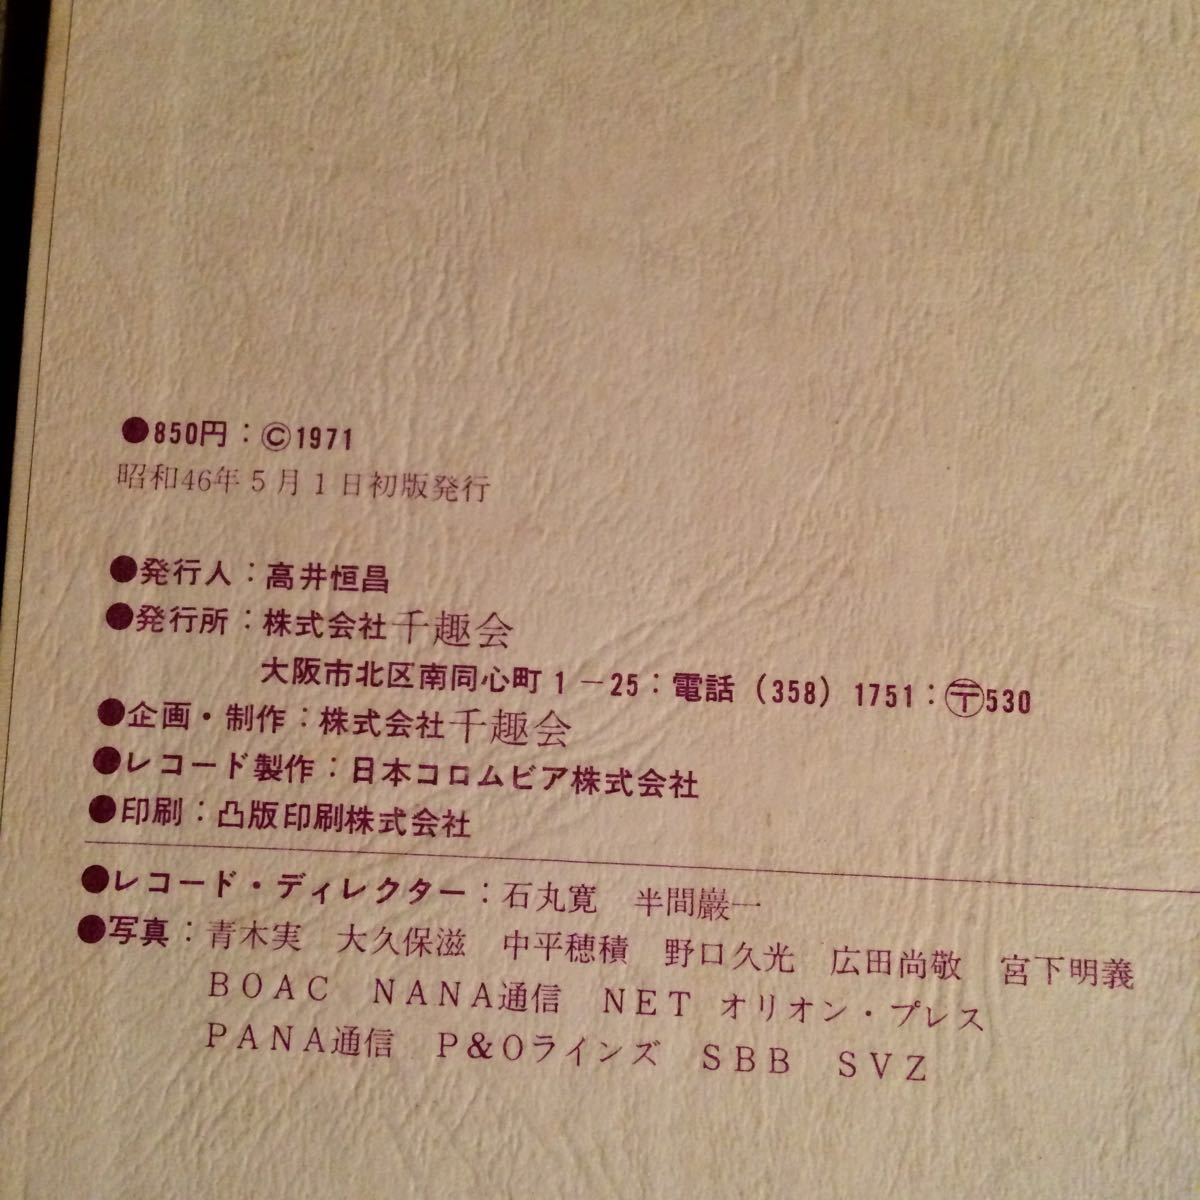 ●850円：©1971
昭和46年5月1日初版発行
●発行人：高井恒昌
●発行所：株式会社千趣会
大阪市北区南同心町1−25：電話（358）1751：〶530
●企画・制作：株式会社千趣会
●レコード製作：日本コロムビア株式会社
●印刷：凸版印刷株式会社
●レコード・ディレクター：石丸寛　半間巖一
●写真：青木実　大久保滋　中平穂積　野口久光　広田尚敬　宮下明義
BOAC　NANA通信　NET　オリオン・プレス
PANA通信　P&Oラインズ　SBB　SVZ